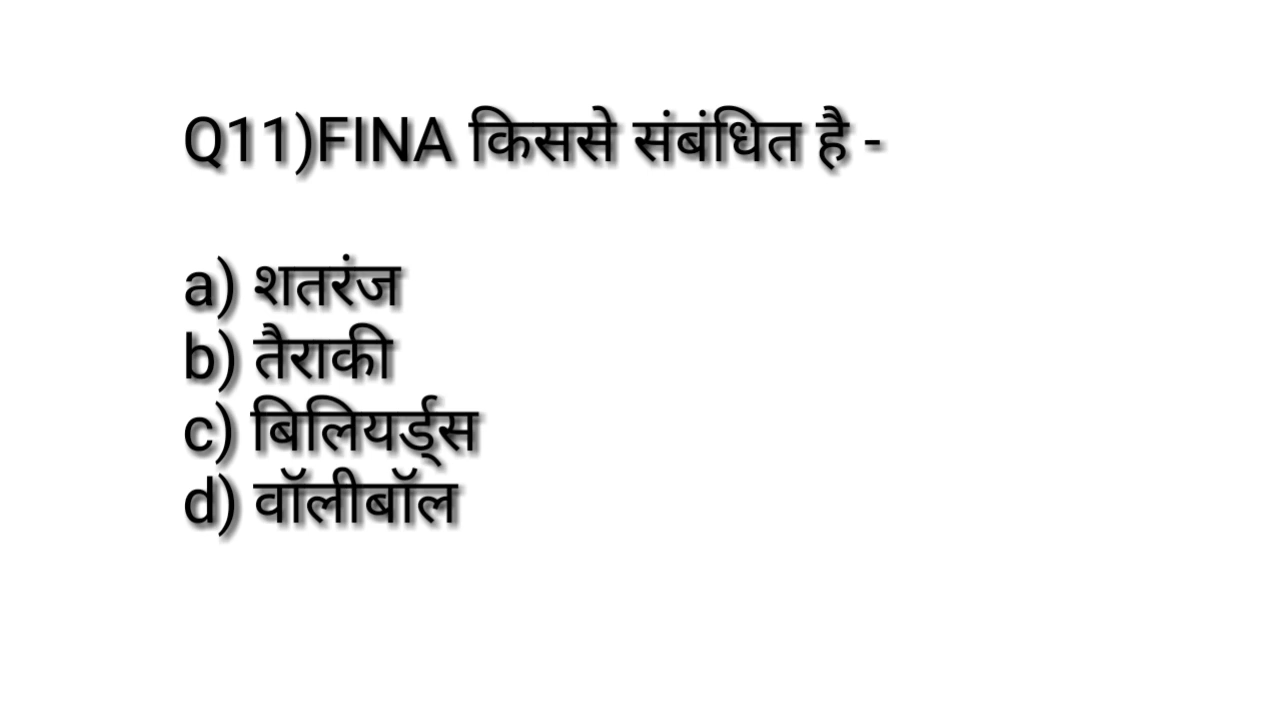 Q11)FINA किससे संबंधित है -
a) शतरंज
b) तैराकी
c) बिलियर्ड्स
d) वॉलीबॉल